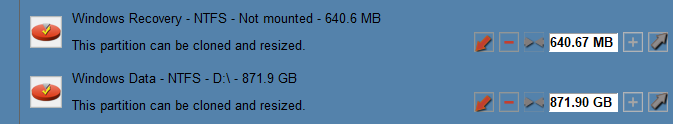 Windows Recovery - NTFS - Not mounted - 640.6 MB
This partition can be cloned and resized.
640.67 MB
Windows Data - NTFS - D:\ - 871.9 GB
This partition can be cloned and resized.
871.90 GB